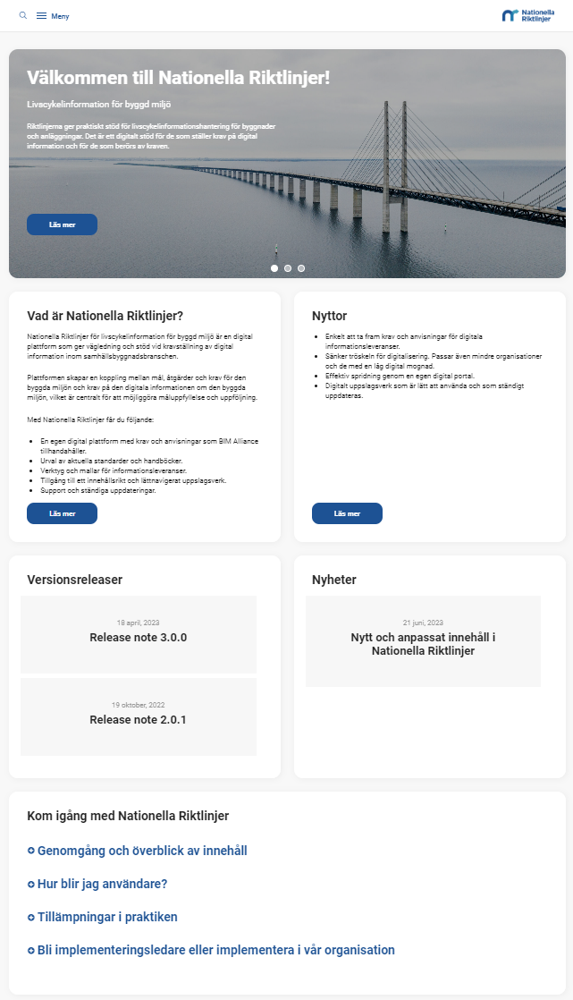 Meny
Nationella
Riktlinjer
Välkommen till Nationella Riktlinjer!
Livscykelinformation för byggd miljö
Riktlinjerna ger praktiskt stöd för livscykelinformationshantering för byggnader
och anläggningar. Det är ett digitalt stöd för de som ställer krav på digital
information och för de som berörs av kraven.
Läs mer
Vad är Nationella Riktlinjer?
Nationella Riktlinjer för livscykelinformation för byggd miljö är en digital
plattform som ger vägledning och stöd vid kravställning av digital
information inom samhällsbyggnadsbranschen.
Plattformen skapar en koppling mellan mål, åtgärder och krav för den
byggda miljön och krav på den digitala informationen om den byggda
miljön, vilket är centralt för att möjliggöra måluppfyllelse och uppföljning.
Med Nationella Riktlinjer får du följande:
En egen digital plattform med krav och anvisningar som BIM Alliance
tillhandahåller.
Urval av aktuella standarder och handböcker.
Verktyg och mallar för informationsleveranser.
Tillgång till ett innehållsrikt och lättnavigerat uppslagsverk.
Support och ständiga uppdateringar.
Läs mer
Nyttor
Enkelt att ta fram krav och anvisningar för digitala
informationsleveranser.
Sänker tröskeln för digitalisering. Passar även mindre organisationer
och de med en låg digital mognad.
Effektiv spridning genom en egen digital portal.
Digitalt uppslagsverk som är lätt att använda och som ständigt
uppdateras.
Läs mer
Versionsreleaser
18 april, 2023
Release note 3.0.0
19 oktober, 2022
Release note 2.0.1
Nyheter
21 juni, 2023
Nytt och anpassat innehåll i
Nationella Riktlinjer
Kom igång med Nationella Riktlinjer
Genomgång och överblick av innehåll
Hur blir jag användare?
Tillämpningar i praktiken
Bli implementeringsledare eller implementera i vår organisation